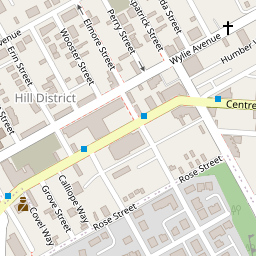 Avenue
Erin Street
Wooster Street
Elmore Street
Perry Street
Wylie Avenue
Humber
Hill District
Centre
Rose Street
Grove Street
Calliope Way
Covel Way
Rose Street